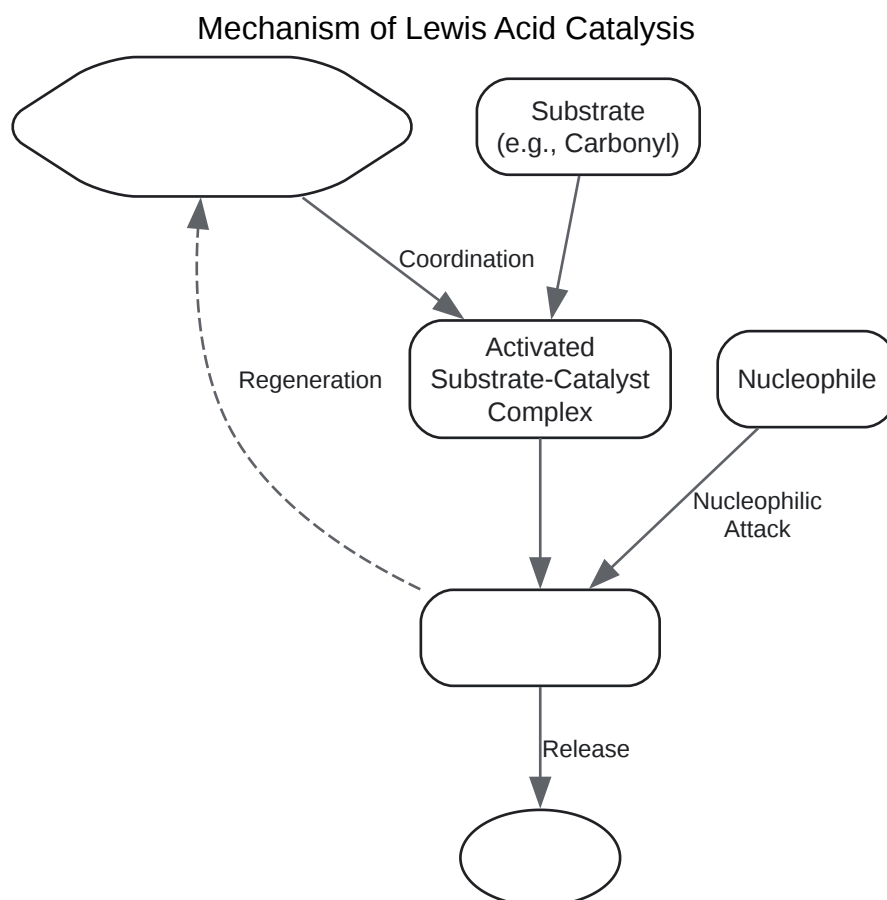 Mechanism of Lewis Acid Catalysis
Substrate
(e.g., Carbonyl)
Coordination
Activated
Substrate-Catalyst
Complex
Regeneration
Nucleophile
Nucleophilic
Attack
Release